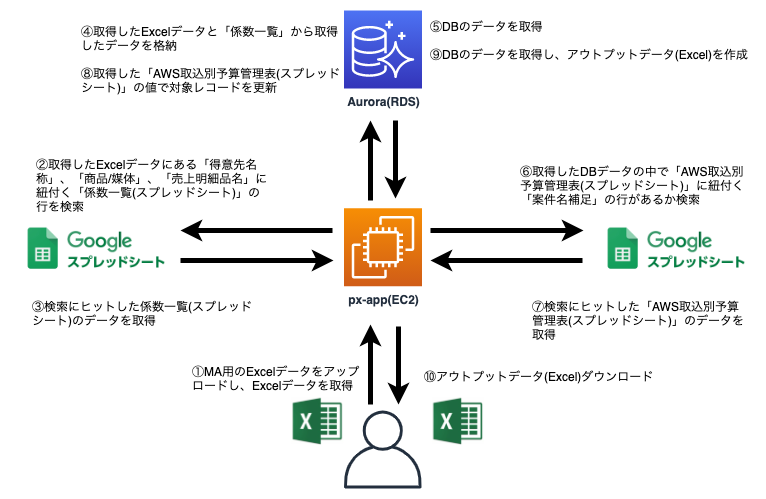 ④取得したExcelデータと「係数一覧」から取得
したデータを格納
⑧取得した「AWS取込別予算管理表(スプレッド
シート)」の値で対象レコードを更新
⑤DBのデータを取得
⑨DBのデータを取得し、アウトプットデータ(Excel)を作成
Aurora(RDS)
②取得したExcelデータにある「得意先名
称」、「商品/媒体」、「売上明細品名」に
紐付く「係数一覧(スプレッドシート)」の
行を検索
⑥取得したDBデータの中で「AWS取込別
予算管理表(スプレッドシート)」に紐付く
「案件名補足」の行があるか検索
Google
スプレッドシート
Google
スプレッドシート
px-app(EC2)
③検索にヒットした係数一覧(スプレッド
シート)のデータを取得
⑦検索にヒットした「AWS取込別予算
管理表(スプレッドシート)」のデータを
取得
①MA用のExcelデータをアップ
ロードし、Excelデータを取得
⑩アウトプットデータ(Excel)ダウンロード
X
X